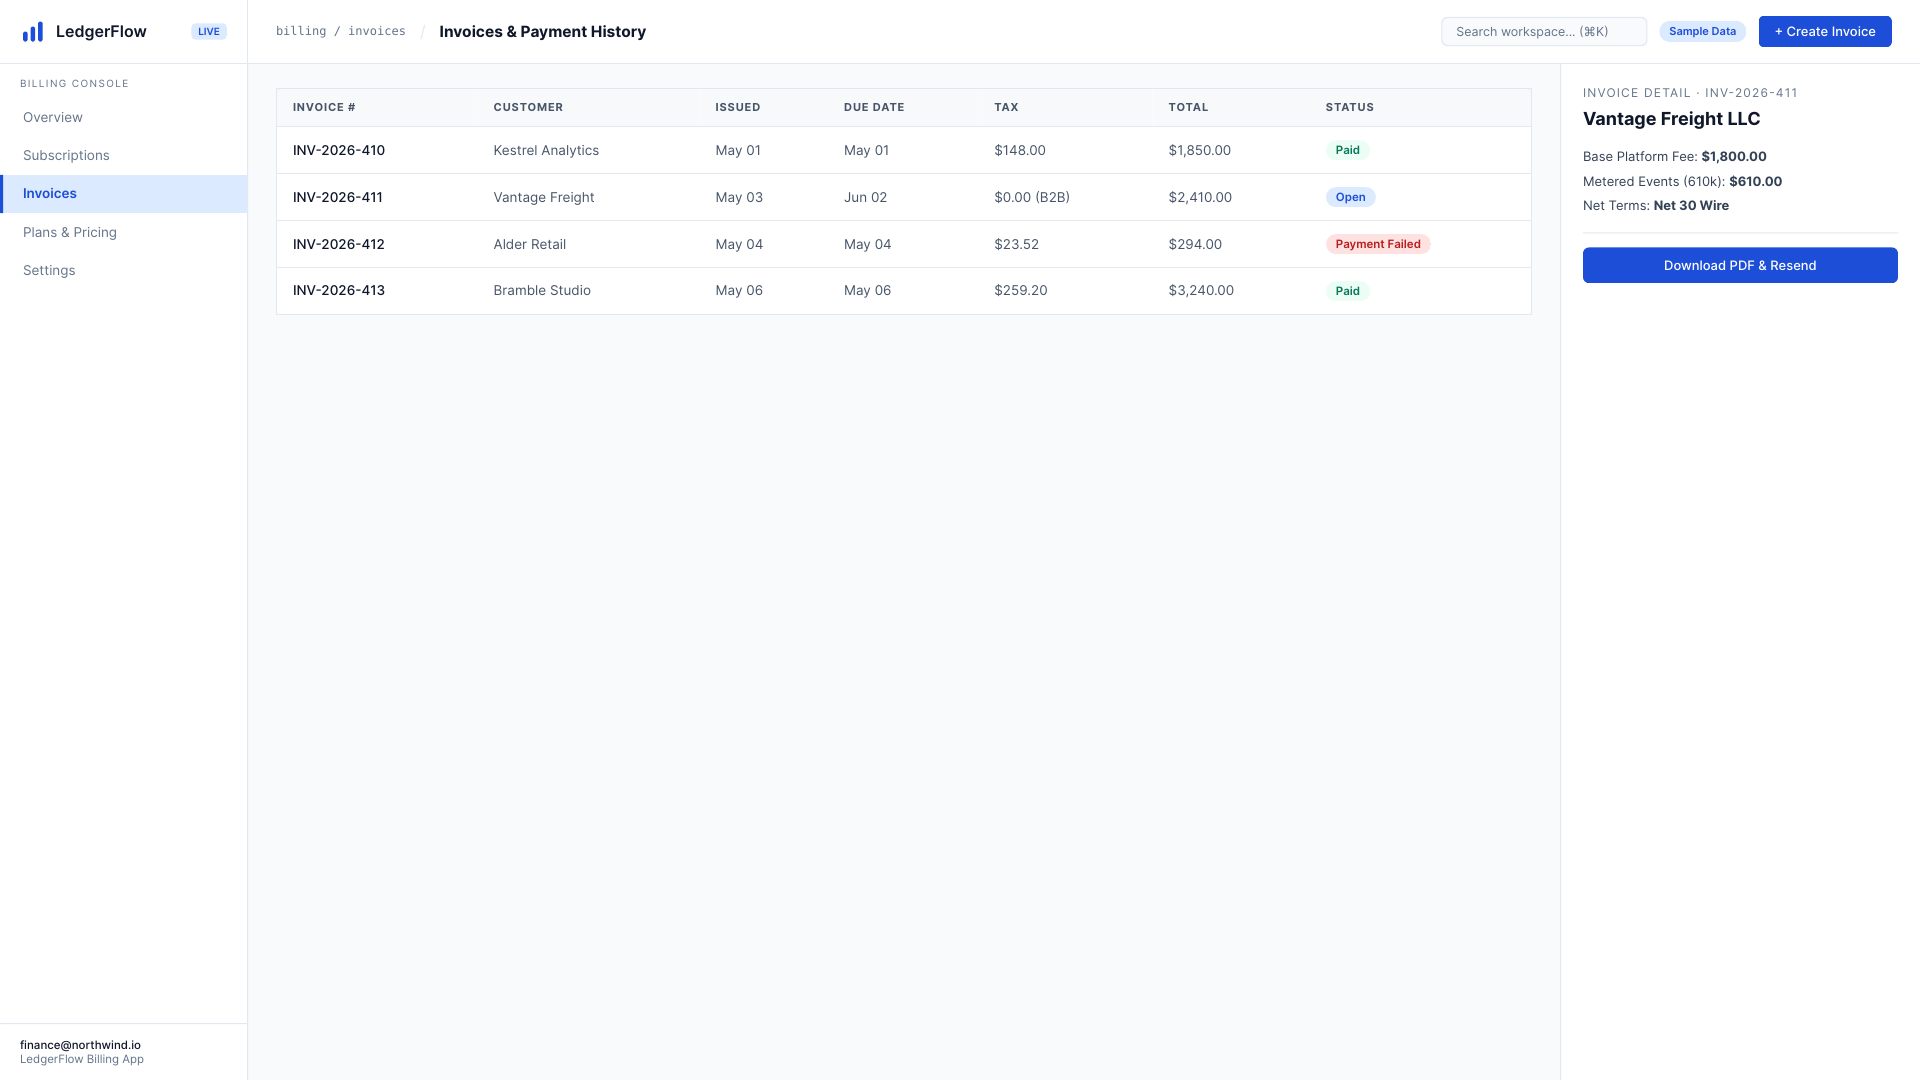 LedgerFlow
LIVE
BILLING CONSOLE
Overview
Subscriptions
Invoices
Plans & Pricing
Settings
finance@northwind.io
LedgerFlow Billing App
billing / invoices / Invoices & Payment History
Search workspace... (⌘K)
Sample Data
+ Create Invoice
INVOICE # CUSTOMER ISSUED DUE DATE TAX TOTAL STATUS
INV-2026-410 Kestrel Analytics May 01 May 01 $148.00 $1,850.00 Paid
INV-2026-411 Vantage Freight May 03 Jun 02 $0.00 (B2B) $2,410.00 Open
INV-2026-412 Alder Retail May 04 May 04 $23.52 $294.00 Payment Failed
INV-2026-413 Bramble Studio May 06 May 06 $259.20 $3,240.00 Paid
INVOICE DETAIL · INV-2026-411
Vantage Freight LLC
Base Platform Fee: $1,800.00
Metered Events (610k): $610.00
Net Terms: Net 30 Wire
Download PDF & Resend